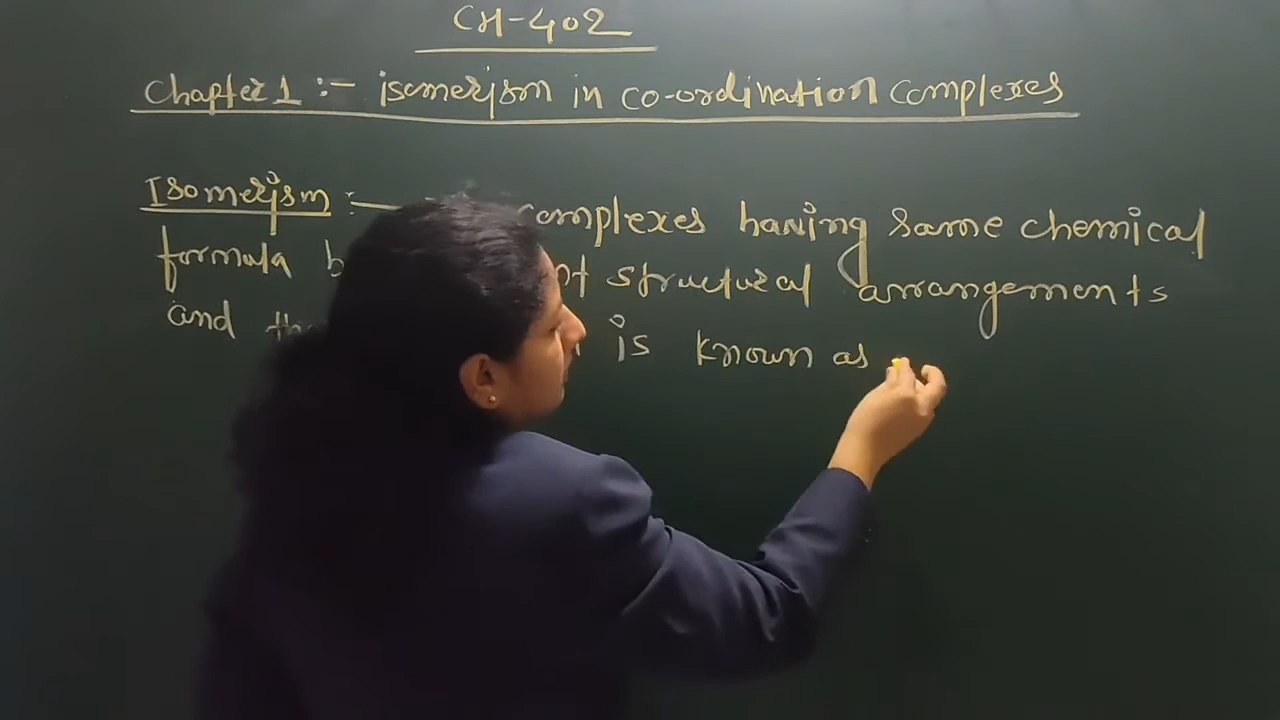 CH-402
Chapter 1 :- isomerism in co-ordination complexes
Isomerism :- complexes having same chemical
formula structural arrangements
and is known as